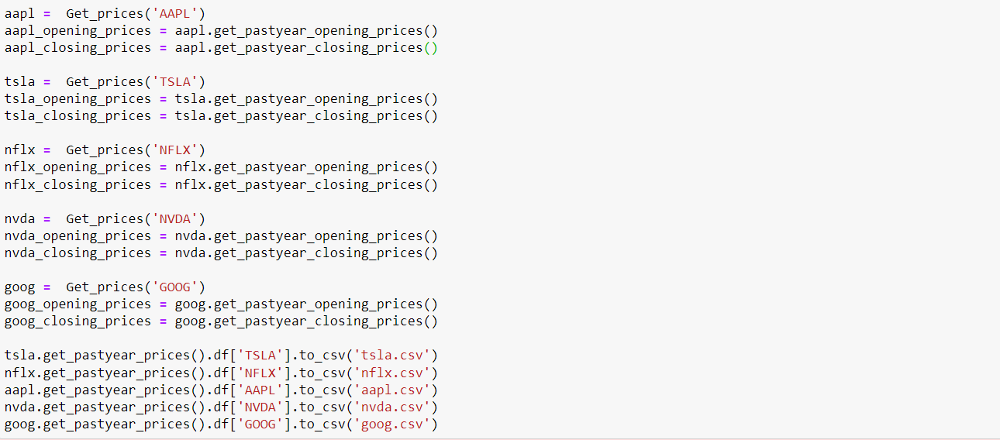 aapl =  Get_prices('AAPL')
aapl_opening_prices = aapl.get_pastyear_opening_prices()
aapl_closing_prices = aapl.get_pastyear_closing_prices()

tsla =  Get_prices('TSLA')
tsla_opening_prices = tsla.get_pastyear_opening_prices()
tsla_closing_prices = tsla.get_pastyear_closing_prices()

nflx =  Get_prices('NFLX')
nflx_opening_prices = nflx.get_pastyear_opening_prices()
nflx_closing_prices = nflx.get_pastyear_closing_prices()

nvda =  Get_prices('NVDA')
nvda_opening_prices = nvda.get_pastyear_opening_prices()
nvda_closing_prices = nvda.get_pastyear_closing_prices()

goog =  Get_prices('GOOG')
goog_opening_prices = goog.get_pastyear_opening_prices()
goog_closing_prices = goog.get_pastyear_closing_prices()

tsla.get_pastyear_prices().df['TSLA'].to_csv('tsla.csv')
nflx.get_pastyear_prices().df['NFLX'].to_csv('nflx.csv')
aapl.get_pastyear_prices().df['AAPL'].to_csv('aapl.csv')
nvda.get_pastyear_prices().df['NVDA'].to_csv('nvda.csv')
goog.get_pastyear_prices().df['GOOG'].to_csv('goog.csv')